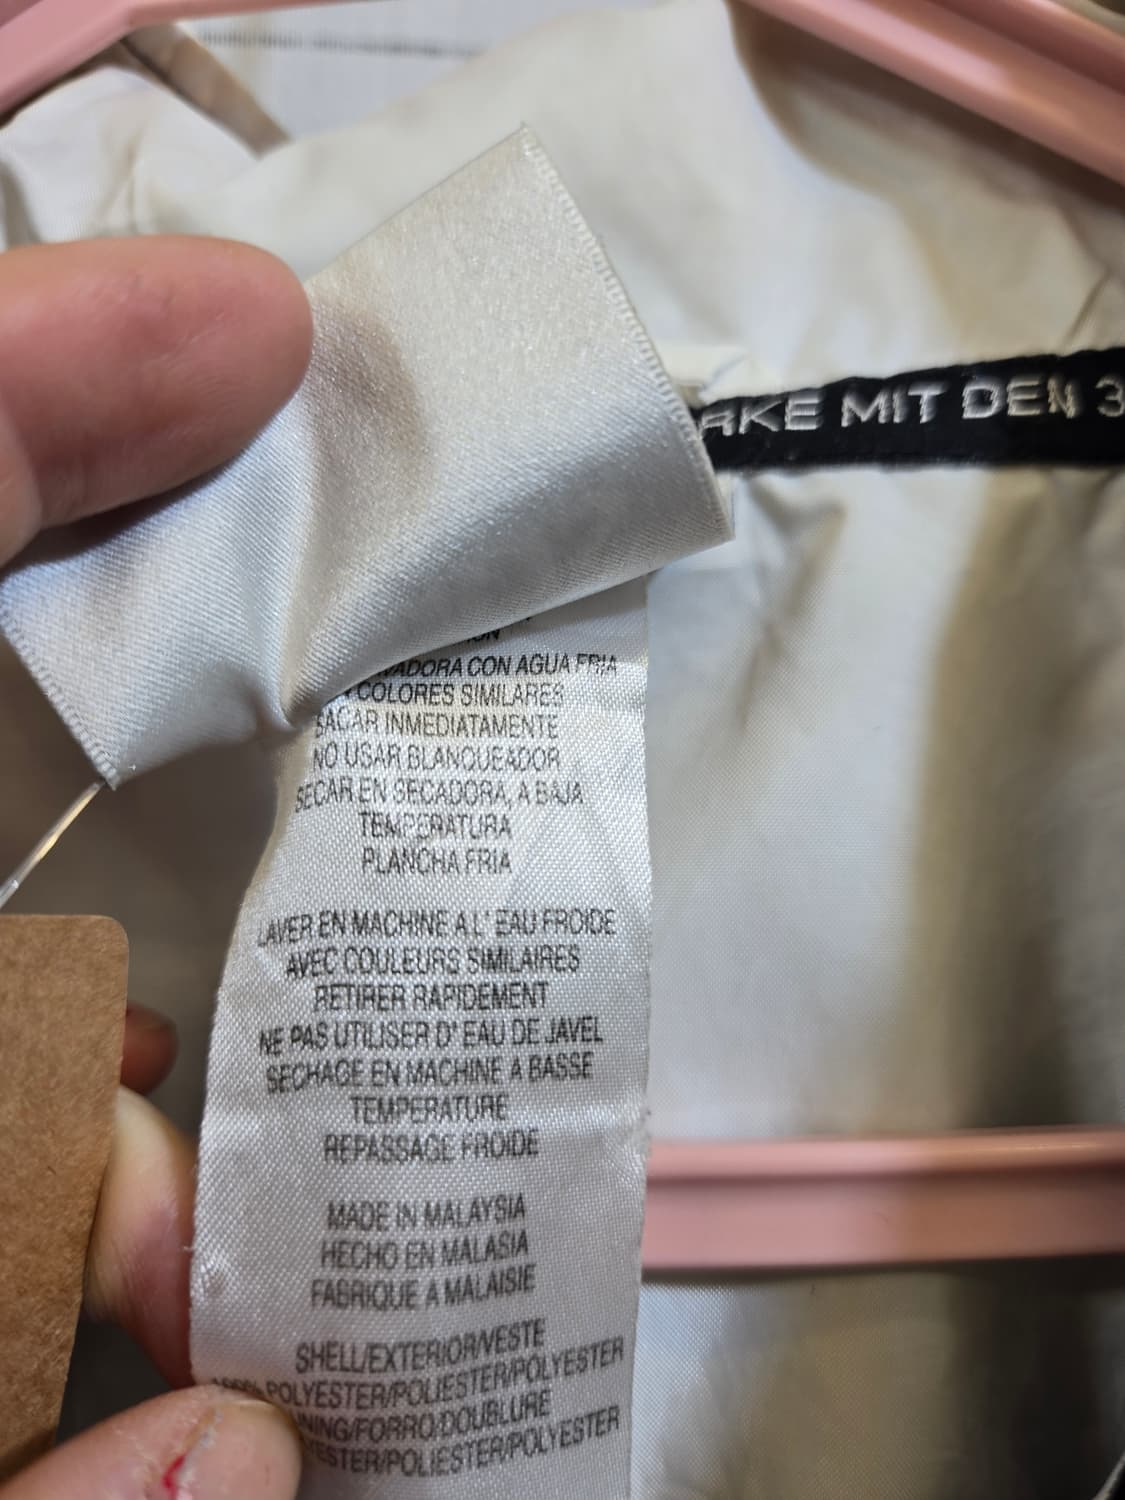 MIT DEN 3
CON AGUA FRIA
COLORES SIMILARES
SACAR INMEDIATAMENTE
NO USAR BLANQUEADOR
SECAR EN SECADORA, A BAJA
TEMPERATURA
PLANCHA FRIA
LAVER EN MACHINE A L' EAU FROIDE
AVEC COULEURS SIMILAIRES
RETIRER RAPIDEMENT
NE PAS UTILISER D' EAU DE JAVEL
SECHAGE EN MACHINE A BASSE
TEMPERATURE
REPASSAGE FROIDE
MADE IN MALAYSIA
HECHO EN MALASIA
FABRIQUE A MALAISIE
SHELL/EXTERIOR/VESTE
100% POLYESTER/POLIESTER/POLYESTER
NING/FORRO/DOUBLURE
YESTER/POLIESTER/POLYESTER